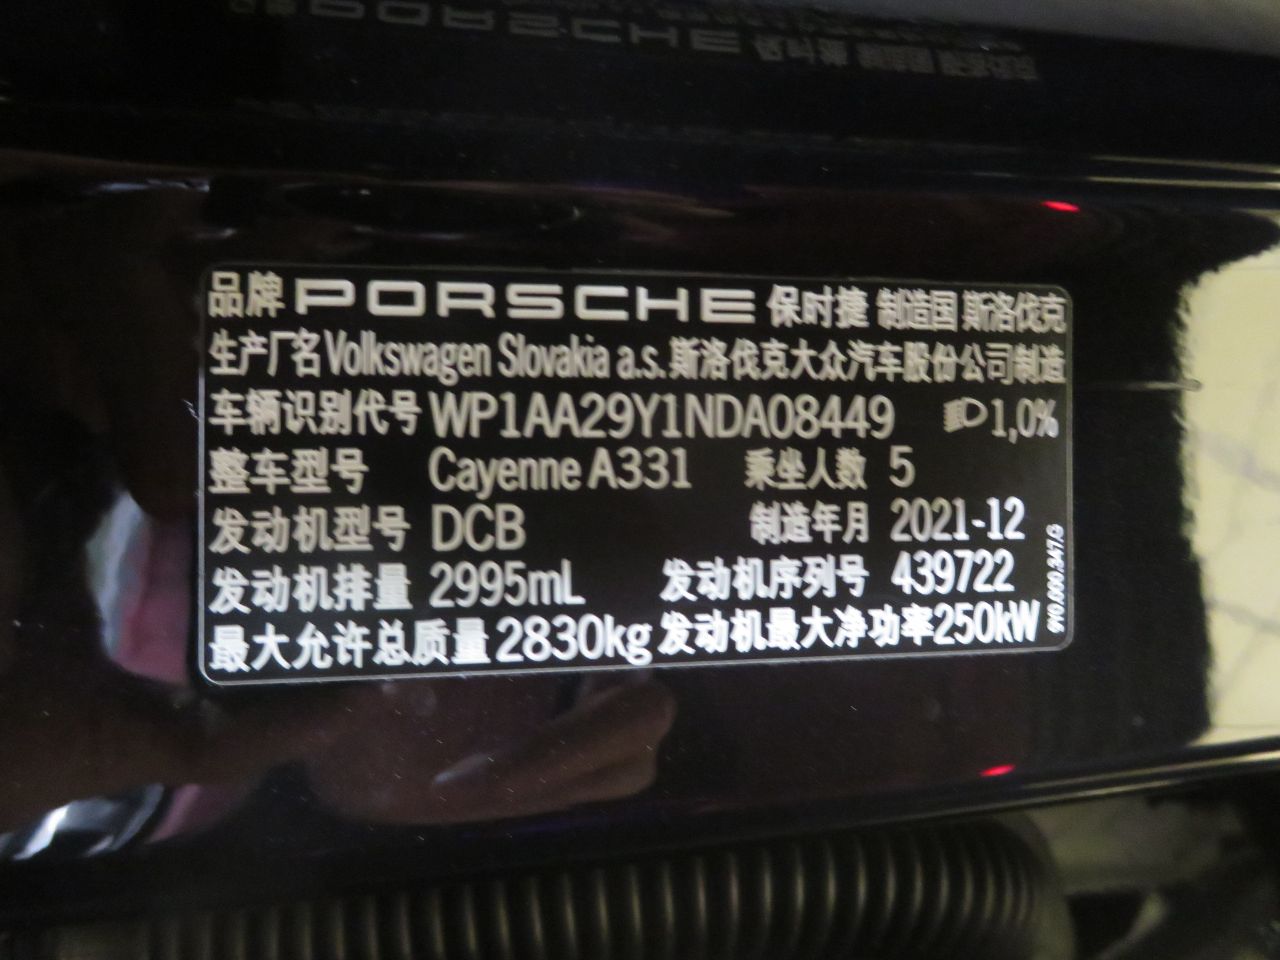 品牌 PORSCHE 保时捷 制造国 斯洛伐克
生产厂名 Volkswagen Slovakia a.s. 斯洛伐克大众汽车股份公司制造
车辆识别代号 WP1AA29Y1NDA08449 1,0%
整车型号 Cayenne A331 乘坐人数 5
发动机型号 DCB 制造年月 2021-12
发动机排量 2995mL 发动机序列号 439722
最大允许总质量 2830kg 发动机最大净功率 250kW
9Y0.000.347.G